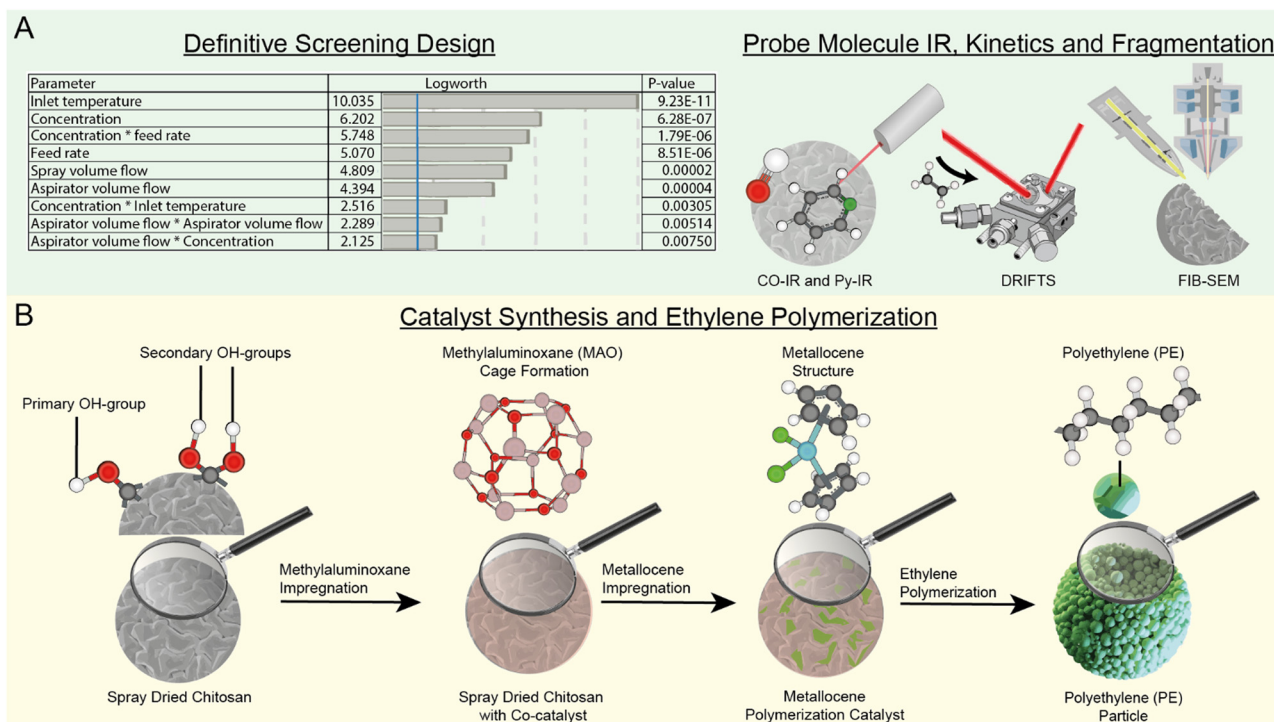 A
Definitive Screening Design
Parameter Logworth P-value
Inlet temperature 10.035 9.23E-11
Concentration 6.202 6.28E-07
Concentration * feed rate 5.748 1.79E-06
Feed rate 5.070 8.51E-06
Spray volume flow 4.809 0.00002
Aspirator volume flow 4.394 0.00004
Concentration * Inlet temperature 2.516 0.00305
Aspirator volume flow * Aspirator volume flow 2.289 0.00514
Aspirator volume flow * Concentration 2.125 0.00750
Probe Molecule IR, Kinetics and Fragmentation
CO-IR and Py-IR
DRIFTS
FIB-SEM
B
Catalyst Synthesis and Ethylene Polymerization
Secondary OH-groups
Primary OH-group
Methylaluminoxane (MAO)
Cage Formation
Metallocene
Structure
Polyethylene (PE)
Methylaluminoxane
Impregnation
Metallocene
Impregnation
Ethylene
Polymerization
Spray Dried Chitosan
Spray Dried Chitosan
with Co-catalyst
Metallocene
Polymerization Catalyst
Polyethylene (PE)
Particle